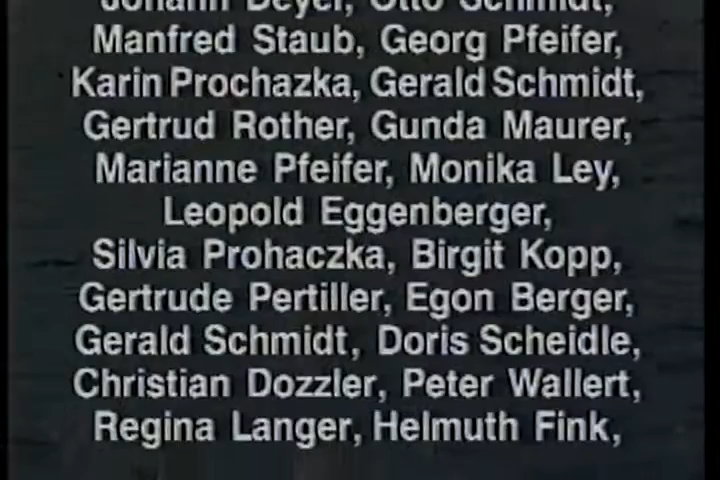 Johann Beyer, Otto Schmidt,
Manfred Staub, Georg Pfeifer,
Karin Prochazka, Gerald Schmidt,
Gertrud Rother, Gunda Maurer,
Marianne Pfeifer, Monika Ley,
Leopold Eggenberger,
Silvia Prohaczka, Birgit Kopp,
Gertrude Pertiller, Egon Berger,
Gerald Schmidt, Doris Scheidle,
Christian Dozzler, Peter Wallert,
Regina Langer, Helmuth Fink,